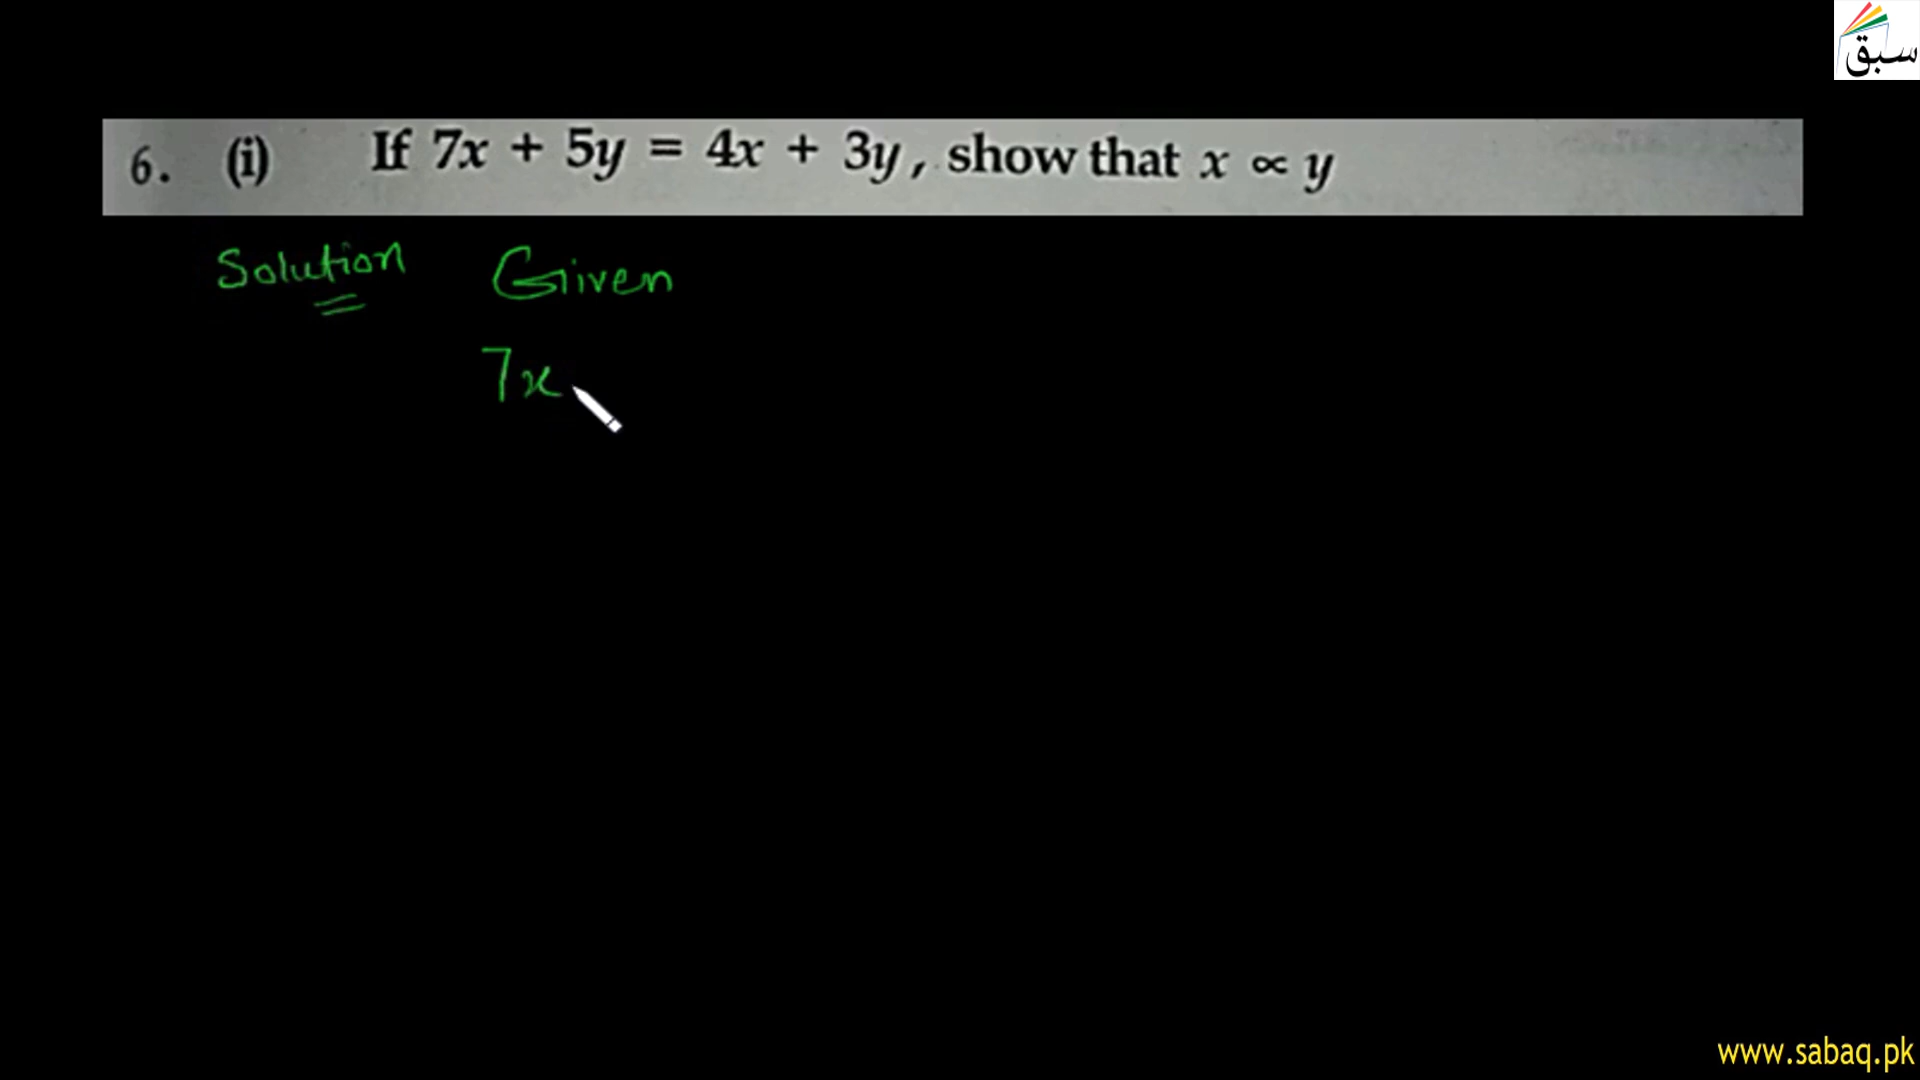 سبق
6. (i) If 7x + 5y = 4x + 3y, show that x ∝ y
Solution Given
7x
www.sabaq.pk